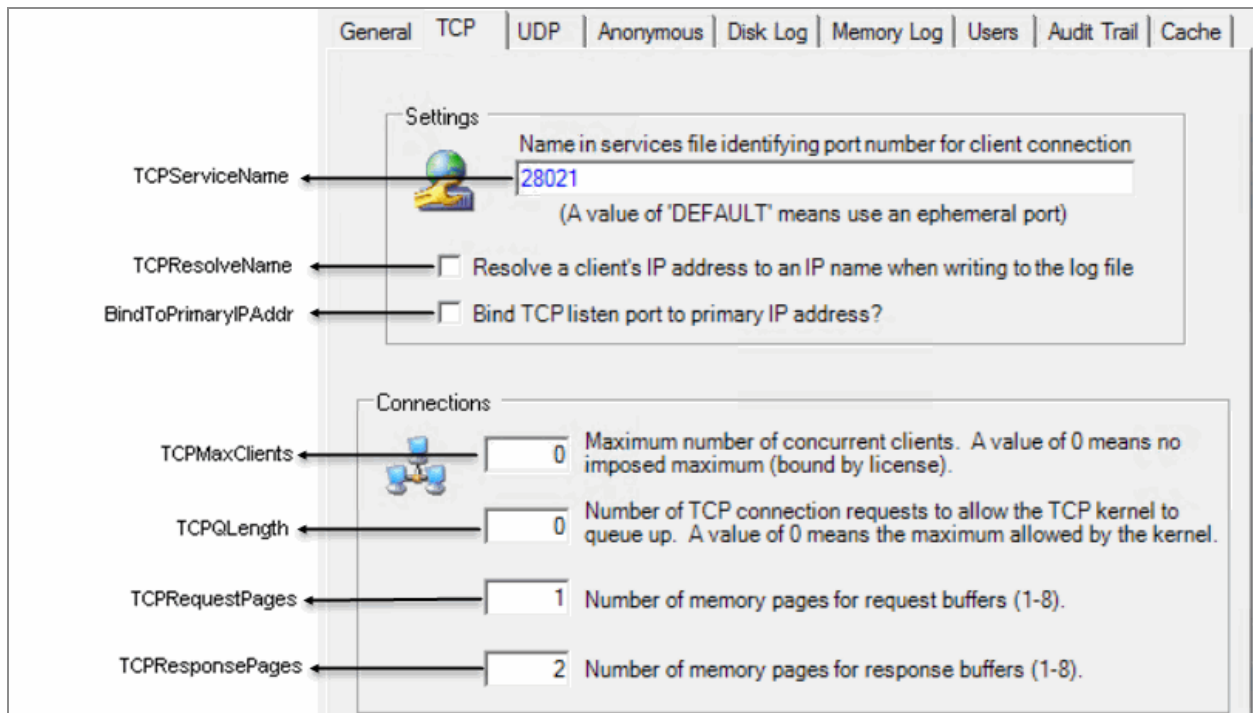 General TCP UDP Anonymous Disk Log Memory Log Users Audit Trail Cache
Settings
Name in services file identifying port number for client connection
TCPServiceName 28021
(A value of 'DEFAULT' means use an ephemeral port)
TCPResolveName Resolve a client's IP address to an IP name when writing to the log file
BindToPrimaryIPAddr Bind TCP listen port to primary IP address?
Connections
TCPMaxClients 0 Maximum number of concurrent clients. A value of 0 means no
imposed maximum (bound by license).
TCPQLength 0 Number of TCP connection requests to allow the TCP kernel to
queue up. A value of 0 means the maximum allowed by the kernel.
TCPRequestPages 1 Number of memory pages for request buffers (1-8).
TCPResponsePages 2 Number of memory pages for response buffers (1-8).